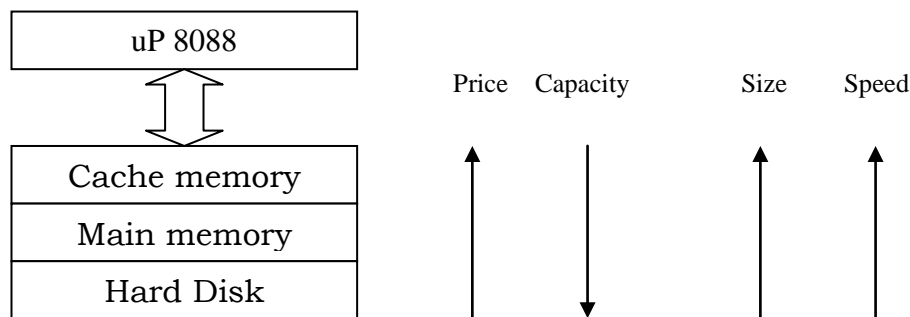 uP 8088
Price Capacity Size Speed
Cache memory
Main memory
Hard Disk